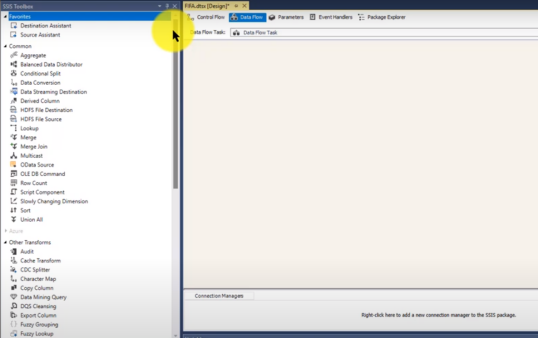 SSIS Toolbox
Favorites
Destination Assistant
Source Assistant
Common
Aggregate
Balanced Data Distributor
Conditional Split
Data Conversion
Data Streaming Destination
Derived Column
HDFS File Destination
HDFS File Source
Lookup
Merge
Merge Join
Multicast
OData Source
OLE DB Command
Row Count
Script Component
Slowly Changing Dimension
Sort
Union All
Azure
Other Transforms
Audit
Cache Transform
CDC Splitter
Character Map
Copy Column
Data Mining Query
DQS Cleansing
Export Column
Fuzzy Grouping
Fuzzy Lookup
FIFA.dtsx [Design]*
Control Flow Data Flow Parameters Event Handlers Package Explorer
Data Flow Task: Data Flow Task
Connection Managers
Right-click here to add a new connection manager to the SSIS package.